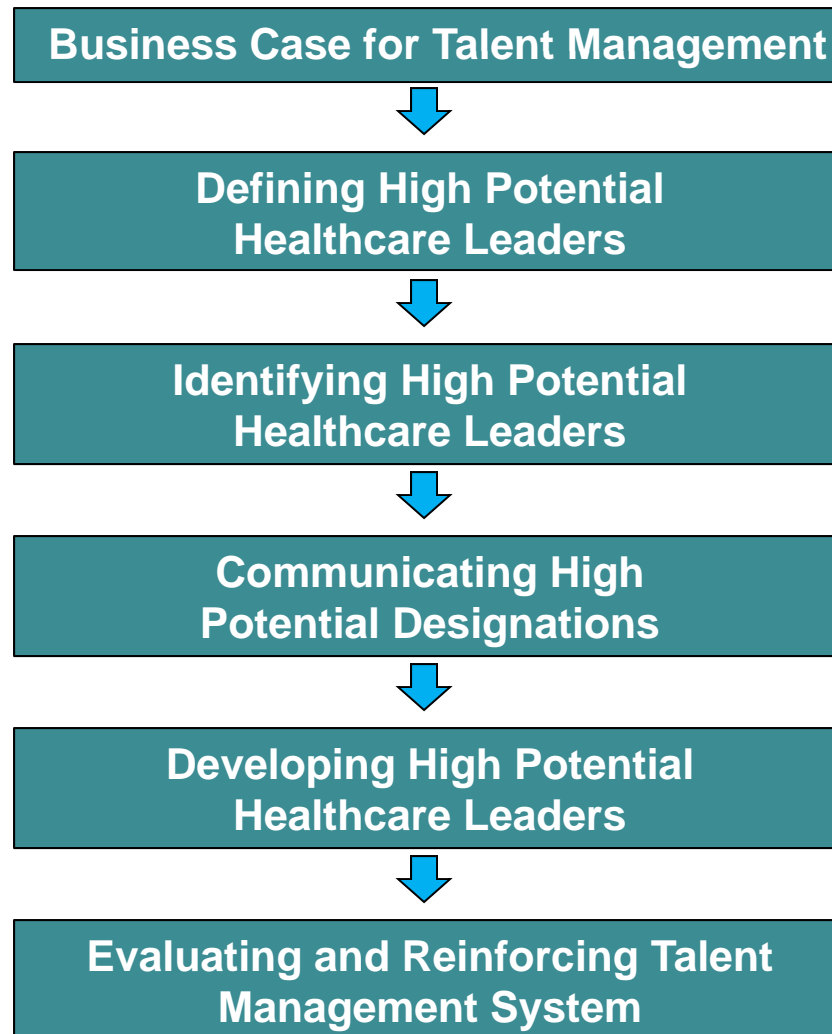 Business Case for Talent Management
Defining High Potential
Healthcare Leaders
Identifying High Potential
Healthcare Leaders
Communicating High
Potential Designations
Developing High Potential
Healthcare Leaders
Evaluating and Reinforcing Talent
Management System